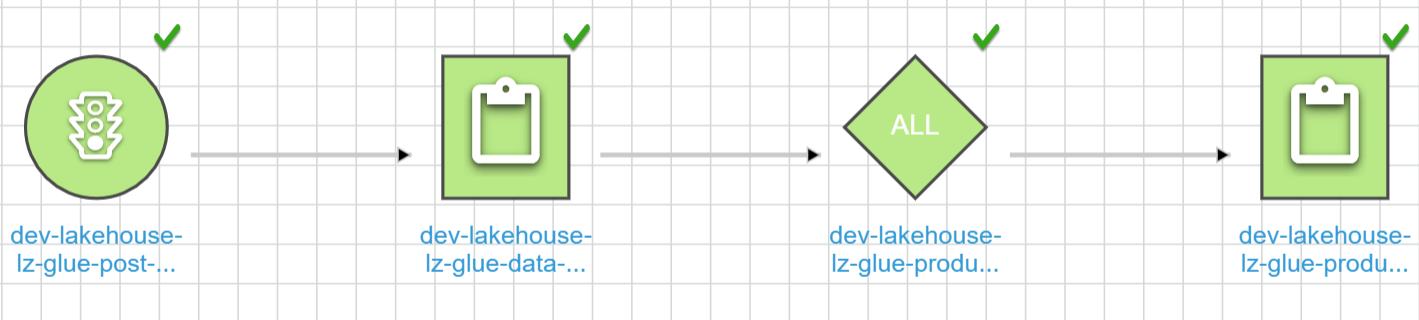 ALL
dev-lakehouse-
lz-glue-post-...
dev-lakehouse-
lz-glue-data-...
dev-lakehouse-
lz-glue-produ...
dev-lakehouse-
lz-glue-produ...